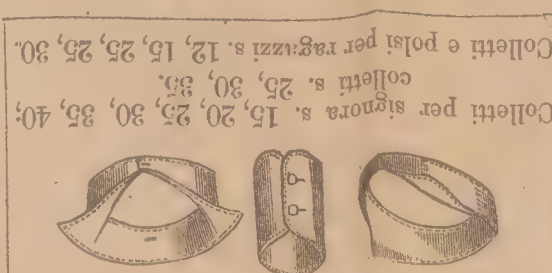 Colletti per signora s. 15, 20, 25, 30, 35, 40;
colletti s. 25, 30, 35.
Colletti e polsi per ragazzi s. 12, 15, 25, 25, 30.